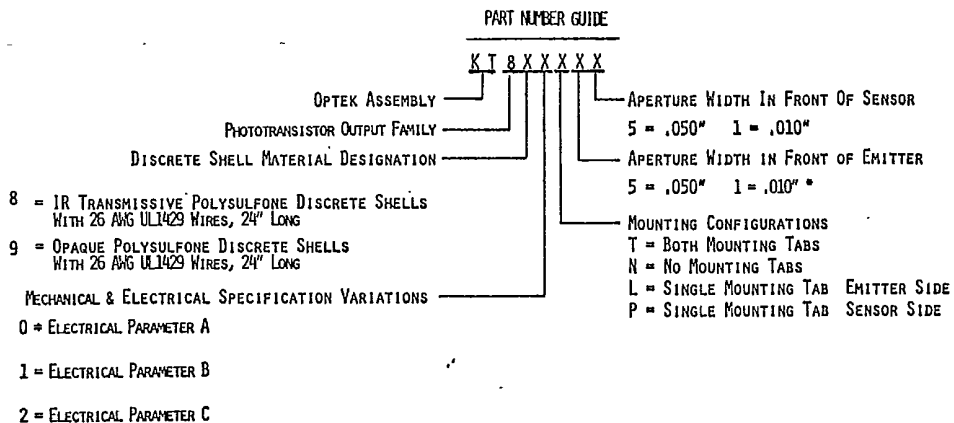 PART NUMBER GUIDE
K T 8 X X X X X
OPTEK ASSEMBLY
PHOTOTRANSISTOR OUTPUT FAMILY
DISCRETE SHELL MATERIAL DESIGNATION
8 = IR TRANSMISSIVE POLYSULFONE DISCRETE SHELLS
WITH 26 AWG UL1429 WIRES, 24" LONG
9 = OPAQUE POLYSULFONE DISCRETE SHELLS
WITH 26 AWG UL1429 WIRES, 24" LONG
MECHANICAL & ELECTRICAL SPECIFICATION VARIATIONS
0 = ELECTRICAL PARAMETER A
1 = ELECTRICAL PARAMETER B
2 = ELECTRICAL PARAMETER C
APERTURE WIDTH IN FRONT OF SENSOR
5 = .050" 1 = .010"
APERTURE WIDTH IN FRONT OF EMITTER
5 = .050" 1 = .010" *
MOUNTING CONFIGURATIONS
T = BOTH MOUNTING TABS
N = NO MOUNTING TABS
L = SINGLE MOUNTING TAB EMITTER SIDE
P = SINGLE MOUNTING TAB SENSOR SIDE